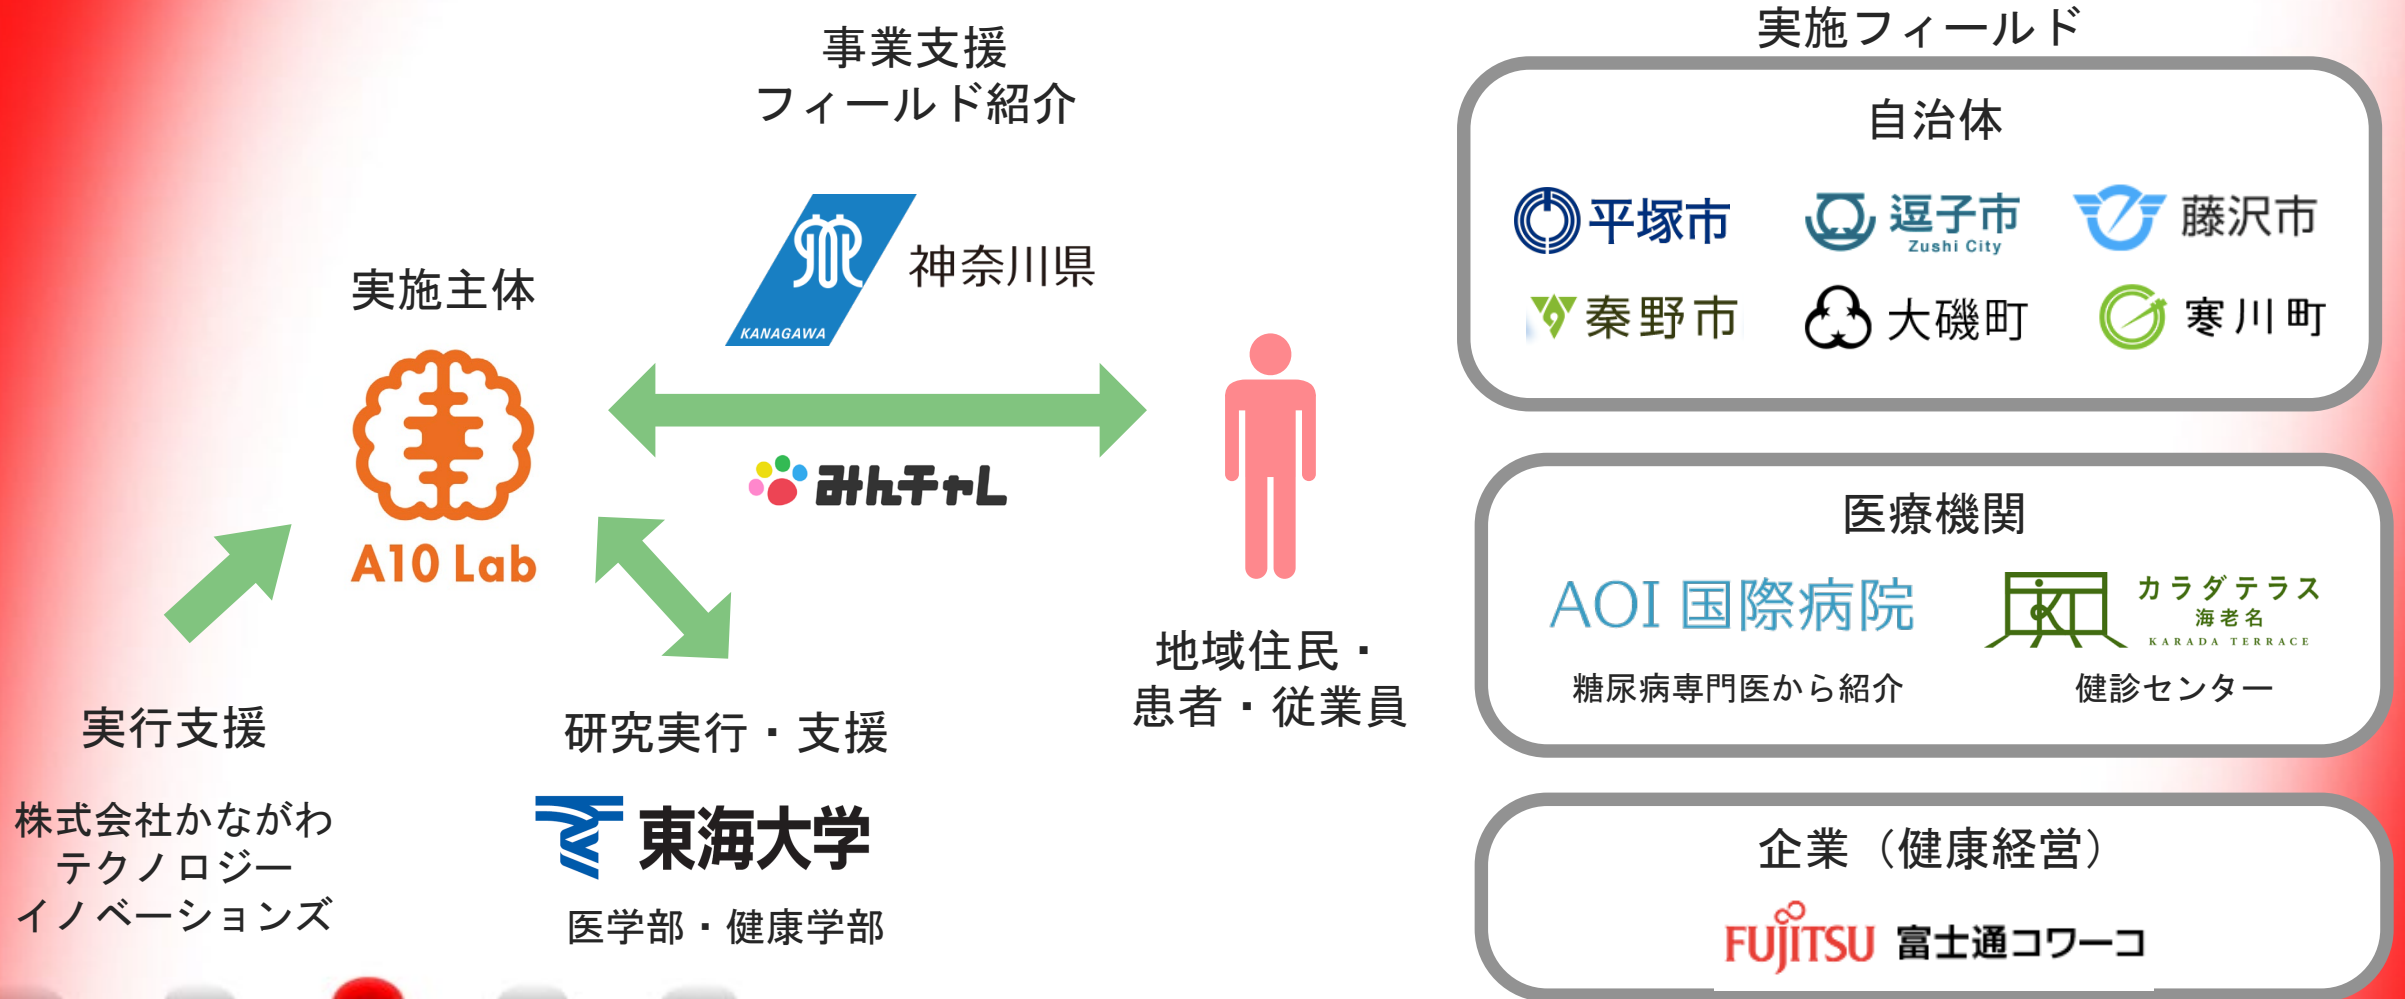 事業支援
フィールド紹介
KANAGAWA
神奈川県
実施主体
A10 Lab
みんチャレ
実行支援
株式会社かながわ
テクノロジー
イノベーションズ
研究実行・支援
東海大学
医学部・健康学部
地域住民・
患者・従業員
実施フィールド
自治体
平塚市
逗子市
Zushi City
藤沢市
秦野市
大磯町
寒川町
医療機関
AOI 国際病院
糖尿病専門医から紹介
カラダテラス
海老名
KARADA TERRACE
健診センター
企業（健康経営）
FUJITSU 富士通コワーコ